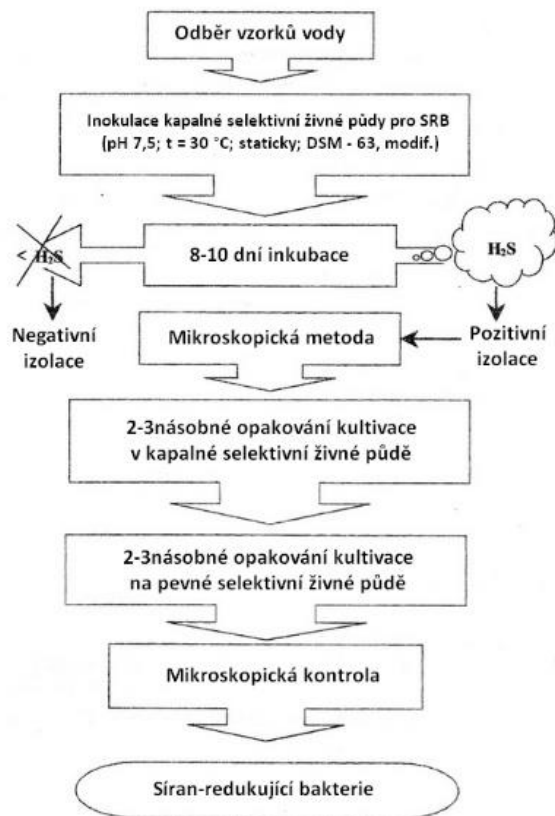 Odběr vzorků vody
Inokulace kapalné selektivní živné půdy pro SRB
(pH 7,5; t = 30 °C; staticky; DSM - 63, modif.)
< H₂S
8-10 dní inkubace
H₂S
Negativní
izolace
Mikroskopická metoda
Pozitivní
izolace
2-3násobné opakování kultivace
v kapalné selektivní živné půdě
2-3násobné opakování kultivace
na pevné selektivní živné půdě
Mikroskopická kontrola
Síran-redukující bakterie